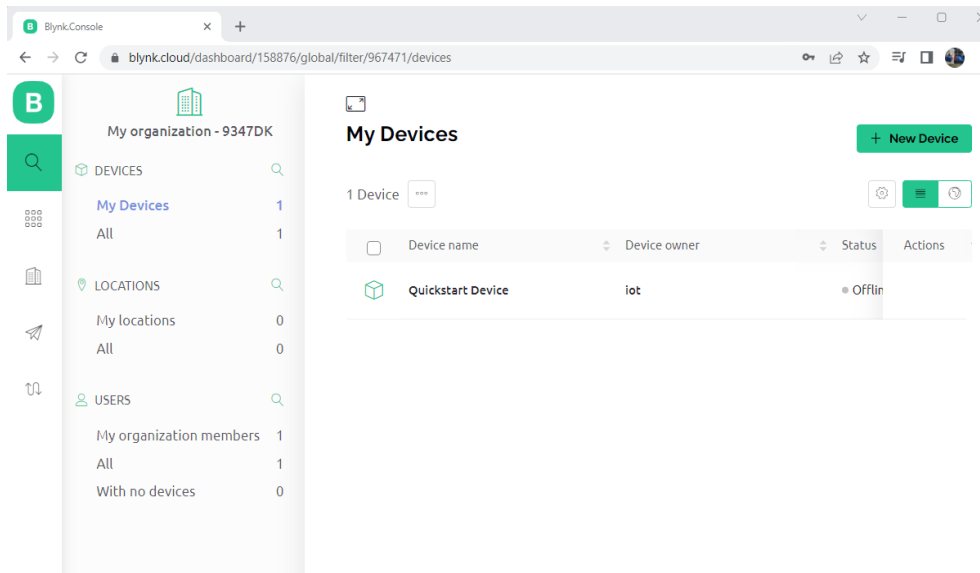 B Blynk.Console
blynk.cloud/dashboard/158876/global/filter/967471/devices
B
My organization - 9347DK
DEVICES
My Devices 1
All 1
LOCATIONS
My locations 0
All 0
USERS
My organization members 1
All 1
With no devices 0
My Devices
+ New Device
1 Device
Device name Device owner Status Actions
Quickstart Device iot Offlin